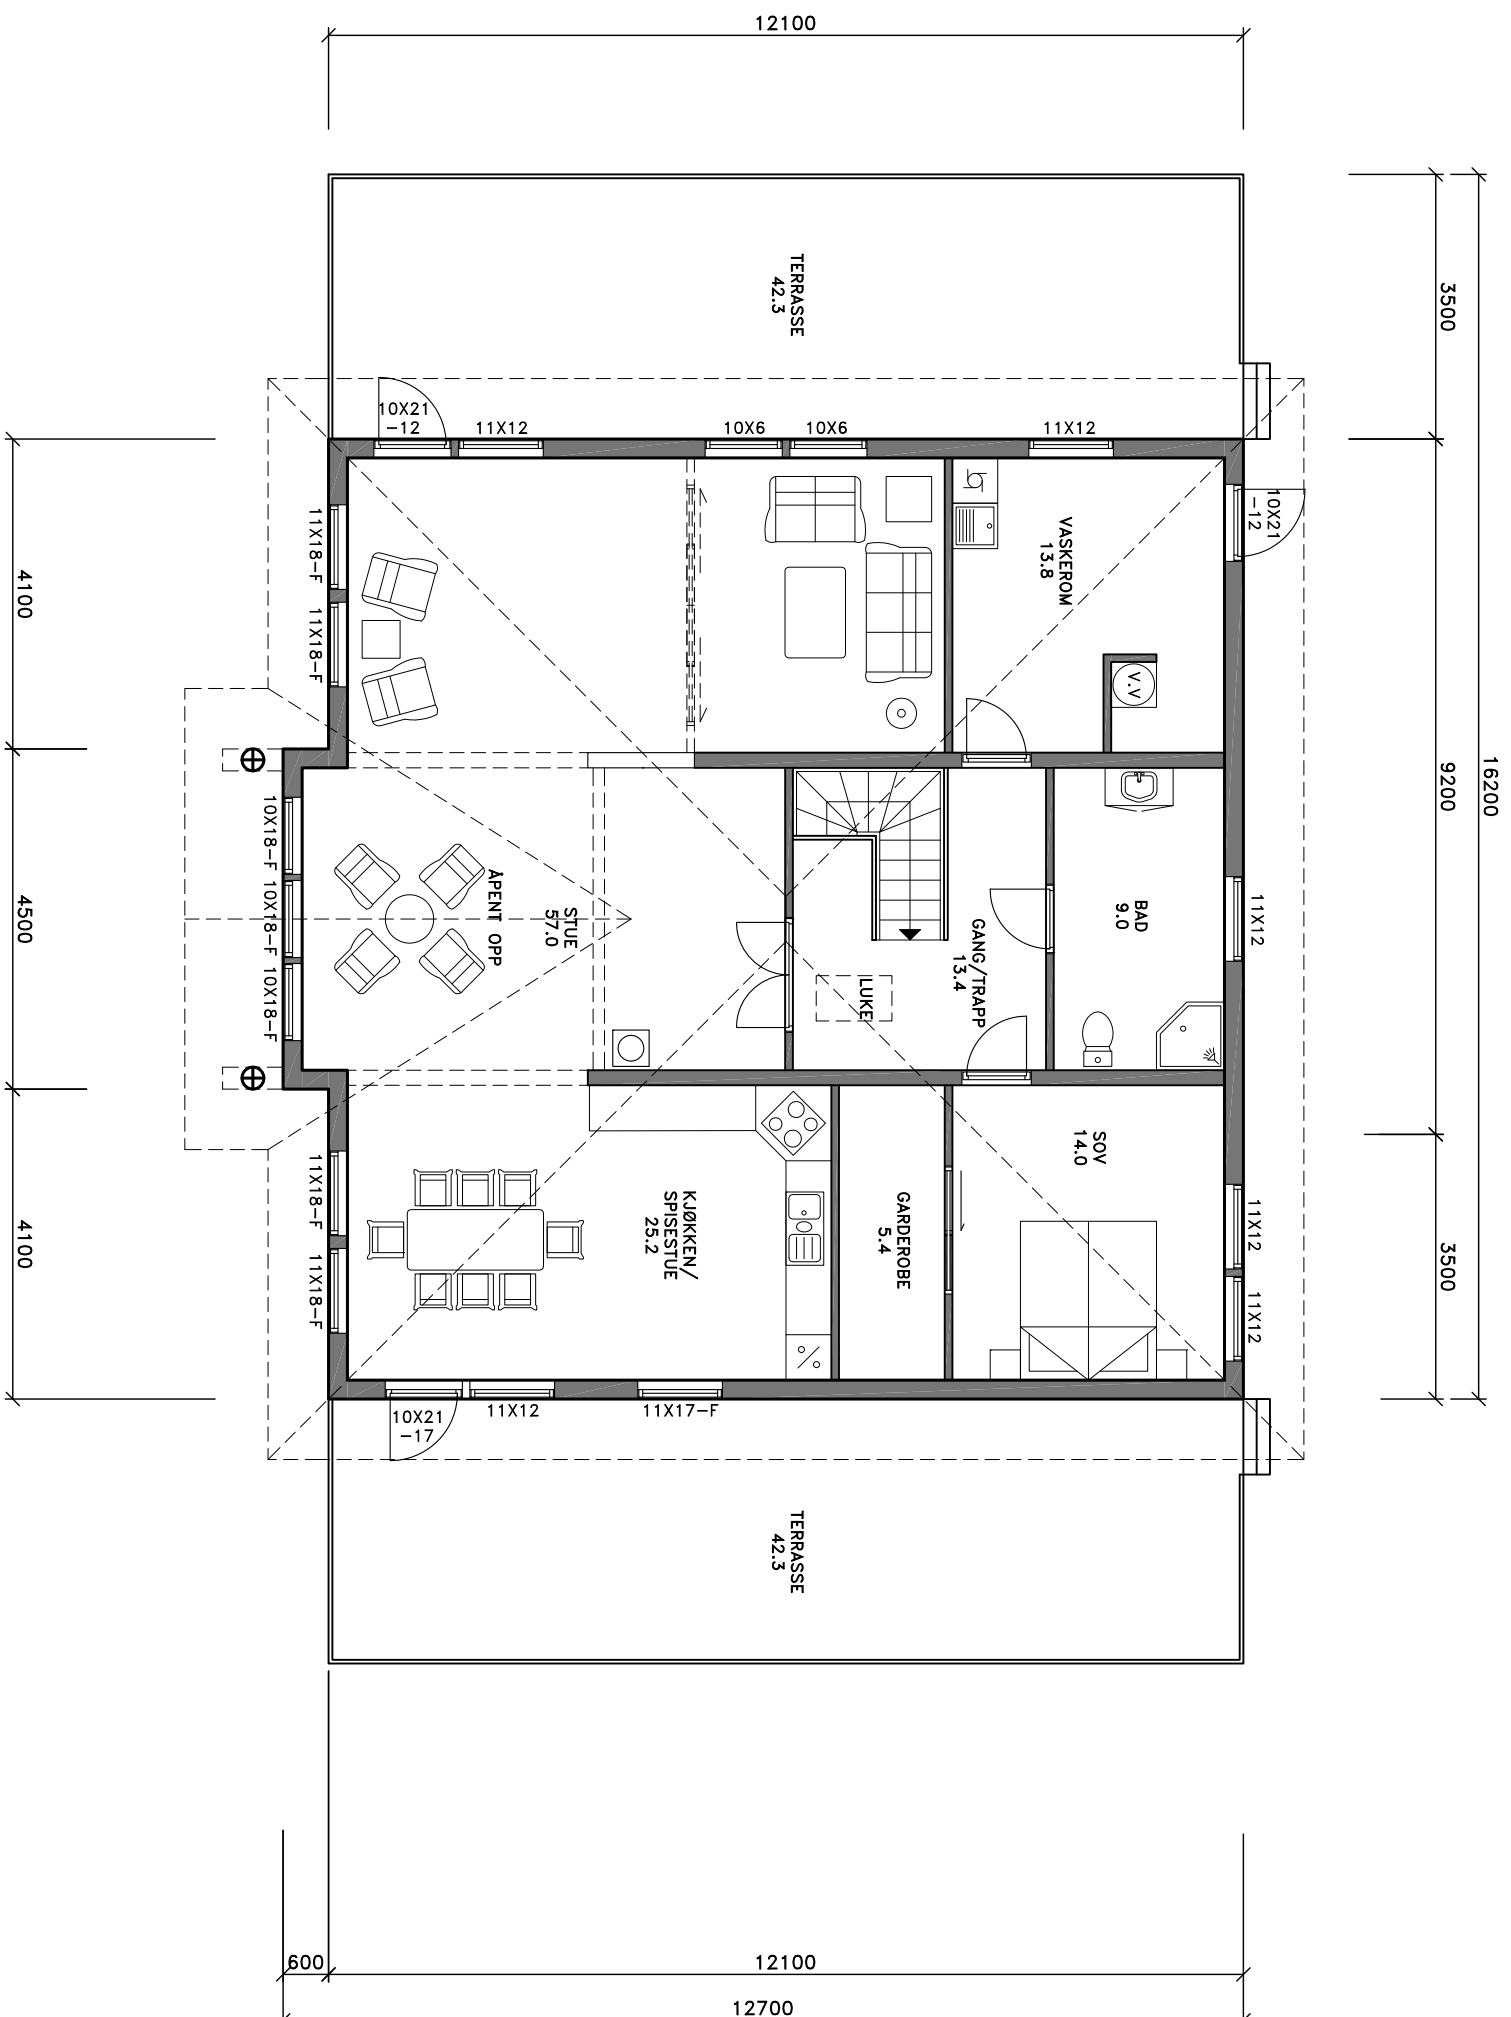 12100
3500
16200
9200
3500
TERRASSE
42.3
10X21
-12
11X12
10X6
10X6
11X12
10X21
-12
VASKEROM
13.8
V.V
11X18-F
11X18-F
4100
4500
4100
10X18-F
10X18-F
10X18-F
ÅPENT OPP
STUE
57.0
GANG/TRAPP
13.4
LUKE
BAD
9.0
11X12
SOV
14.0
11X12
11X12
GARDEROBE
5.4
KJØKKEN/
SPISESTUE
25.2
11X18-F
11X18-F
10X21
-17
11X12
11X17-F
TERRASSE
42.3
600
12100
12700